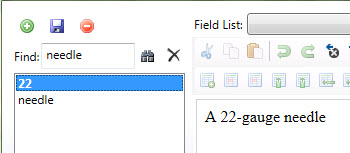 Field List:
Find: needle
22
needle
A 22-gauge needle